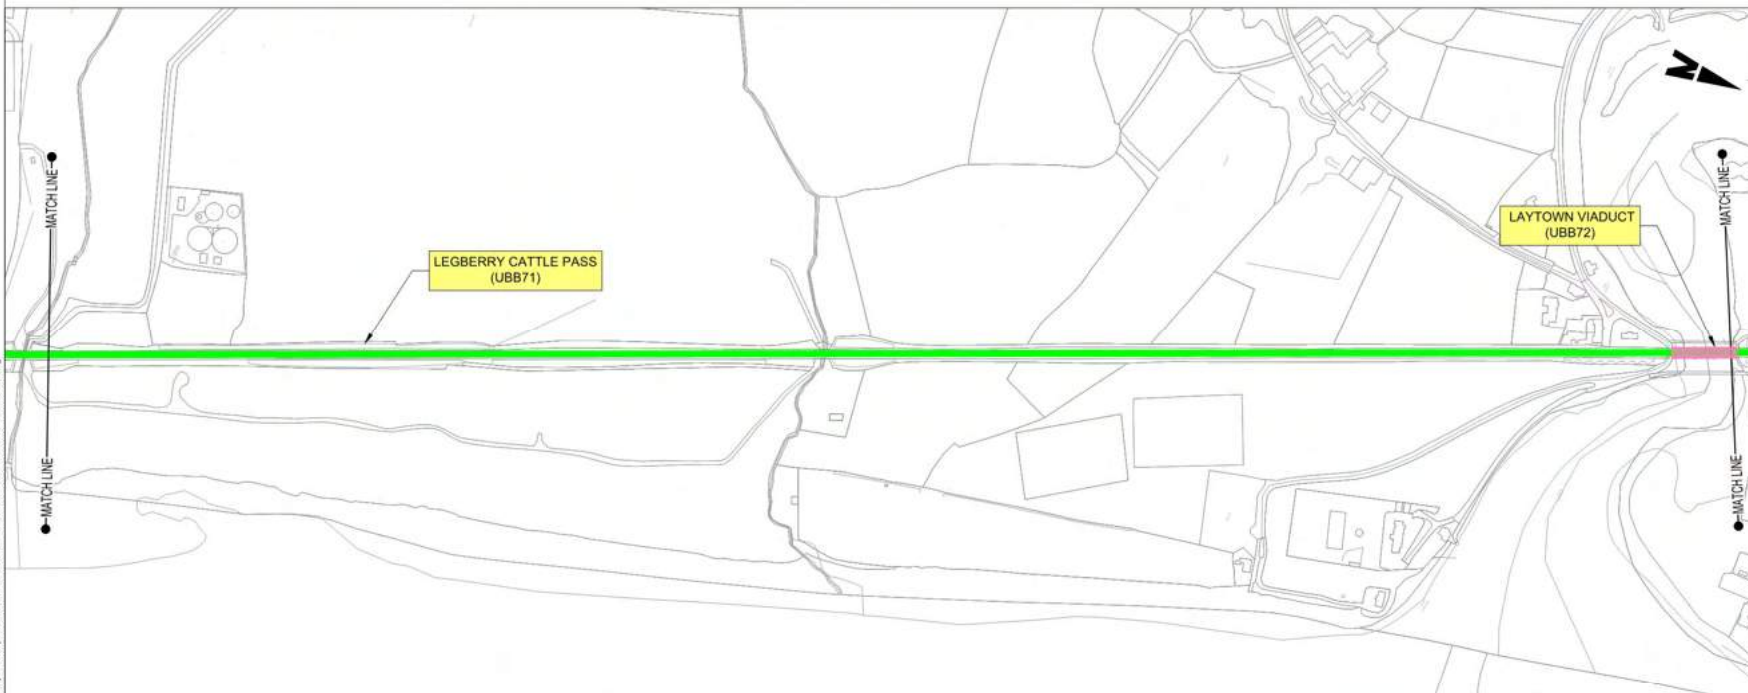 N
MATCH LINE
MATCH LINE
LEGBERRY CATTLE PASS
(UBB71)
LAYTOWN VIADUCT
(UBB72)
MATCH LINE
MATCH LINE